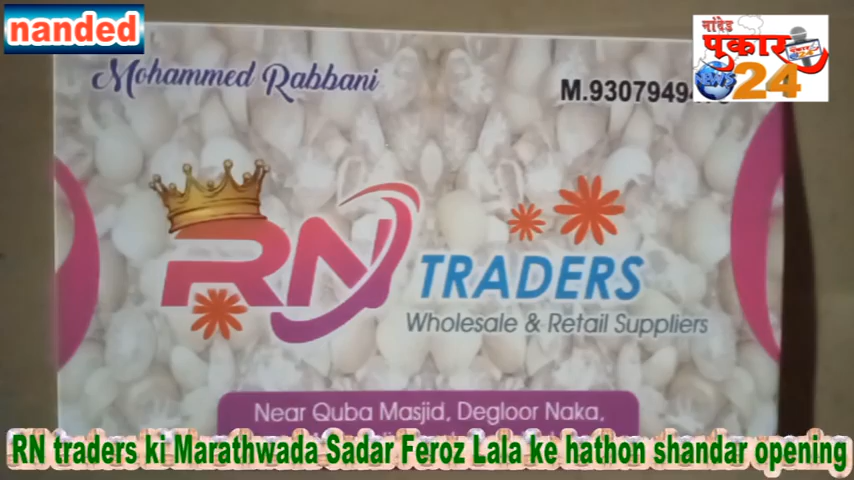 nanded
नांदेड
पुकार
24
Mohammed Rabbani
RN
TRADERS
Wholesale & Retail Suppliers
Near Quba Masjid, Degloor Naka,
RN traders ki Marathwada Sadar Feroz Lala ke hathon shandar opening